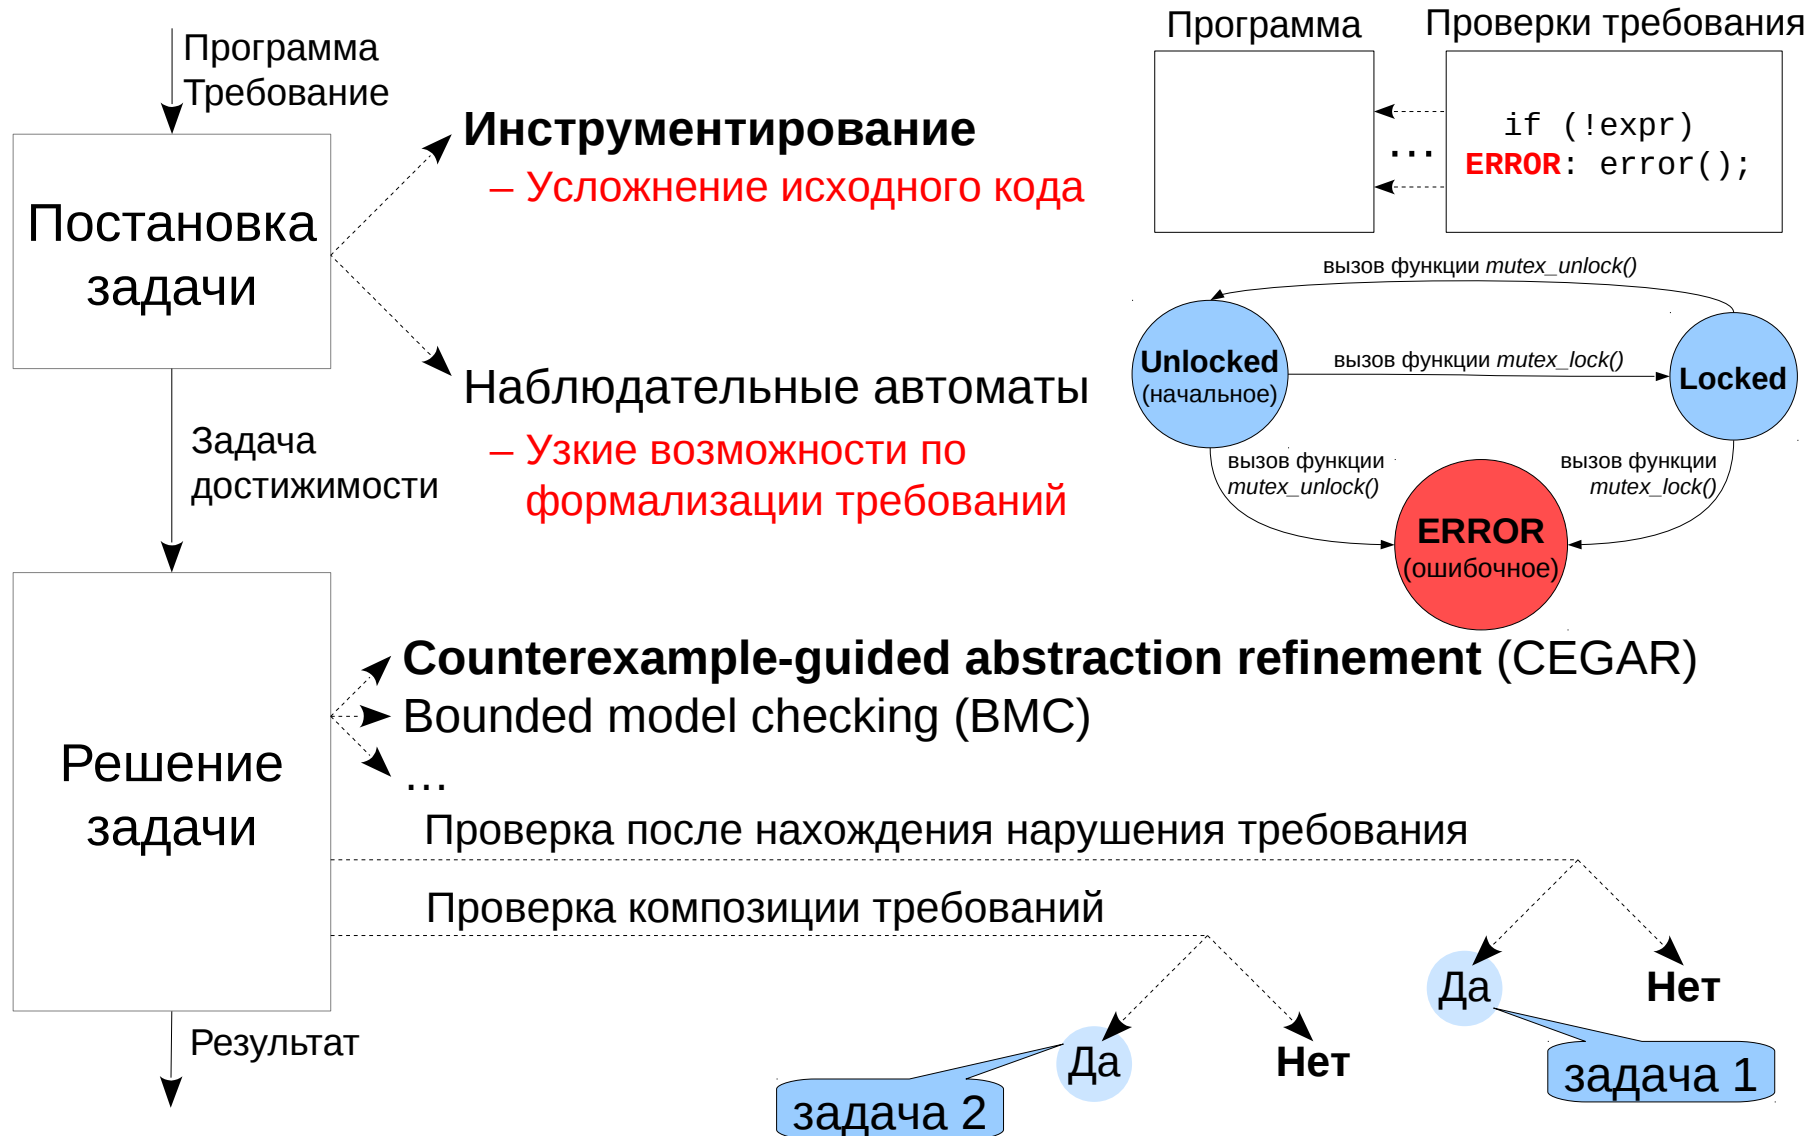 Программа
Требование
Постановка
задачи
Инструментирование
– Усложнение исходного кода
Наблюдательные автоматы
– Узкие возможности по
формализации требований
Программа
Проверки требования
...
if (!expr)
ERROR: error();
вызов функции mutex_unlock()
Unlocked
(начальное)
вызов функции mutex_lock()
Locked
вызов функции
mutex_unlock()
вызов функции
mutex_lock()
ERROR
(ошибочное)
Задача
достижимости
Решение
задачи
Counterexample-guided abstraction refinement (CEGAR)
Bounded model checking (BMC)
...
Проверка после нахождения нарушения требования
Проверка композиции требований
Да
Нет
задача 1
Да
Нет
задача 2
Результат